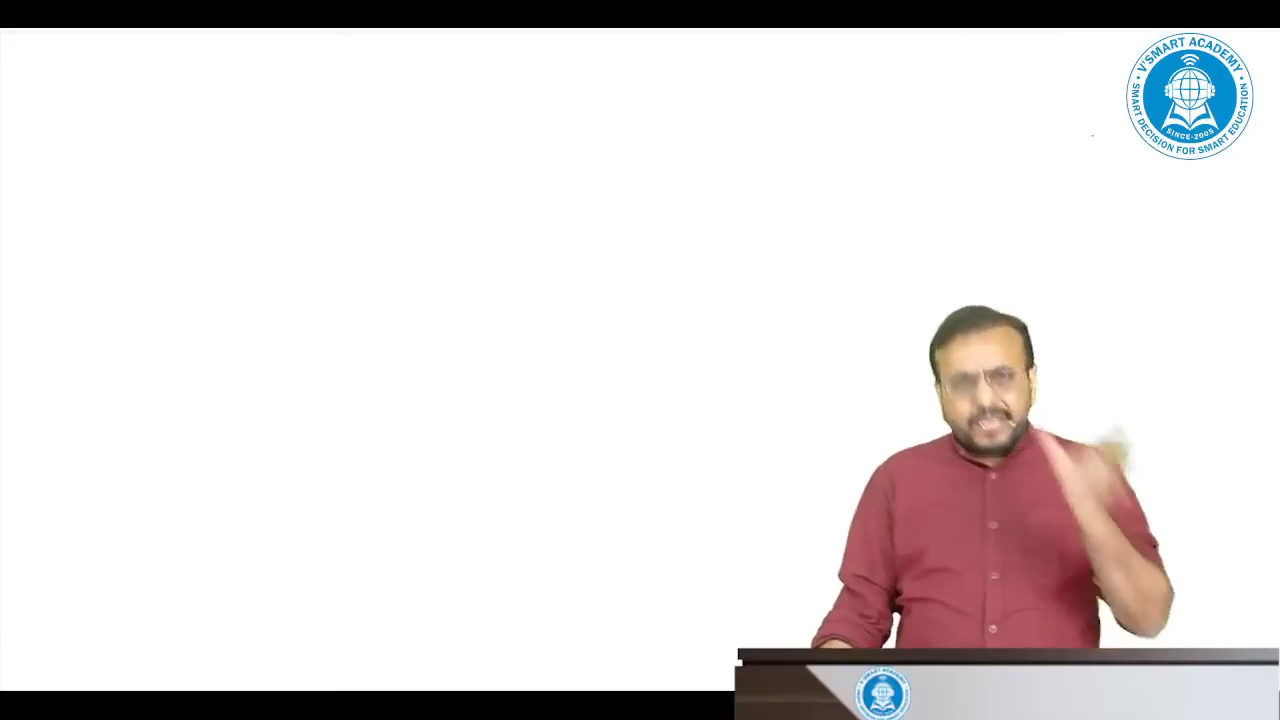 V'SMART ACADEMY
SINCE-2005
SMART DECISION FOR SMART EDUCATION